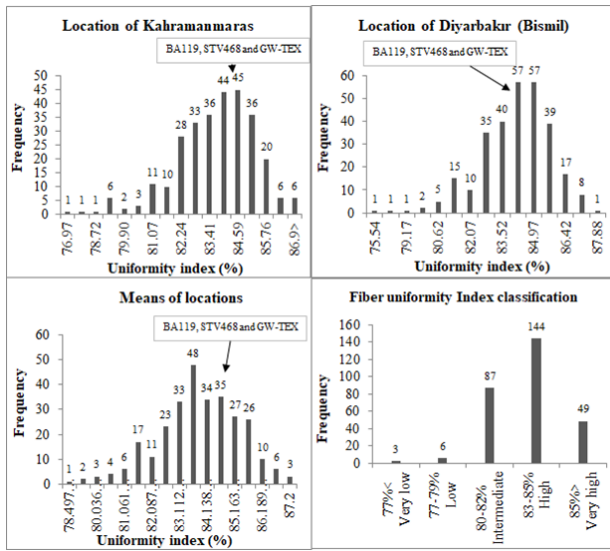 Location of Kahramanmaras
BA119, STV468 and GW-TEX
Frequency
50
45
40
35
30
25
20
15
10
5
0
1 1 1 6 2 3 11 10 28 33 36 44 45 36 20 6 6
76.97 78.72 79.90 81.07 82.24 83.41 84.59 85.76 86.9>
Uniformity index (%)
Location of Diyarbakır (Bismil)
BA119, STV468 and GW-TEX
Frequency
60
50
40
30
20
10
0
1 1 1 2 5 15 10 35 40 57 57 39 17 8 1
75.54 79.17 80.62 82.07 83.52 84.97 86.42 87.88
Uniformity index (%)
Means of locations
BA119, STV468 and GW-TEX
Frequency
60
50
40
30
20
10
0
1 2 3 4 6 17 11 23 33 48 34 35 27 26 10 6 3
78.497. 80.036. 81.061. 82.087. 83.112. 84.138. 85.163. 86.189. 87.2
Uniformity index (%)
Fiber uniformity Index classification
Frequency
160
140
120
100
80
60
40
20
0
3 6 87 144 49
77%<
Very low
77-79%
Low
80-82%
Intermediate
83-85%
High
85%>
Very high